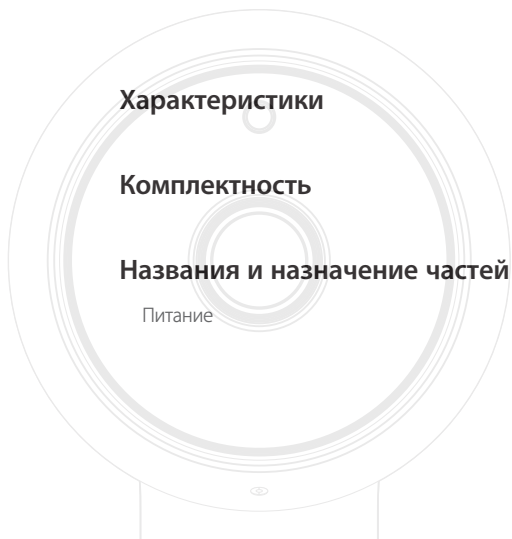 Характеристики
Комплектность
Названия и назначение частей
Питание